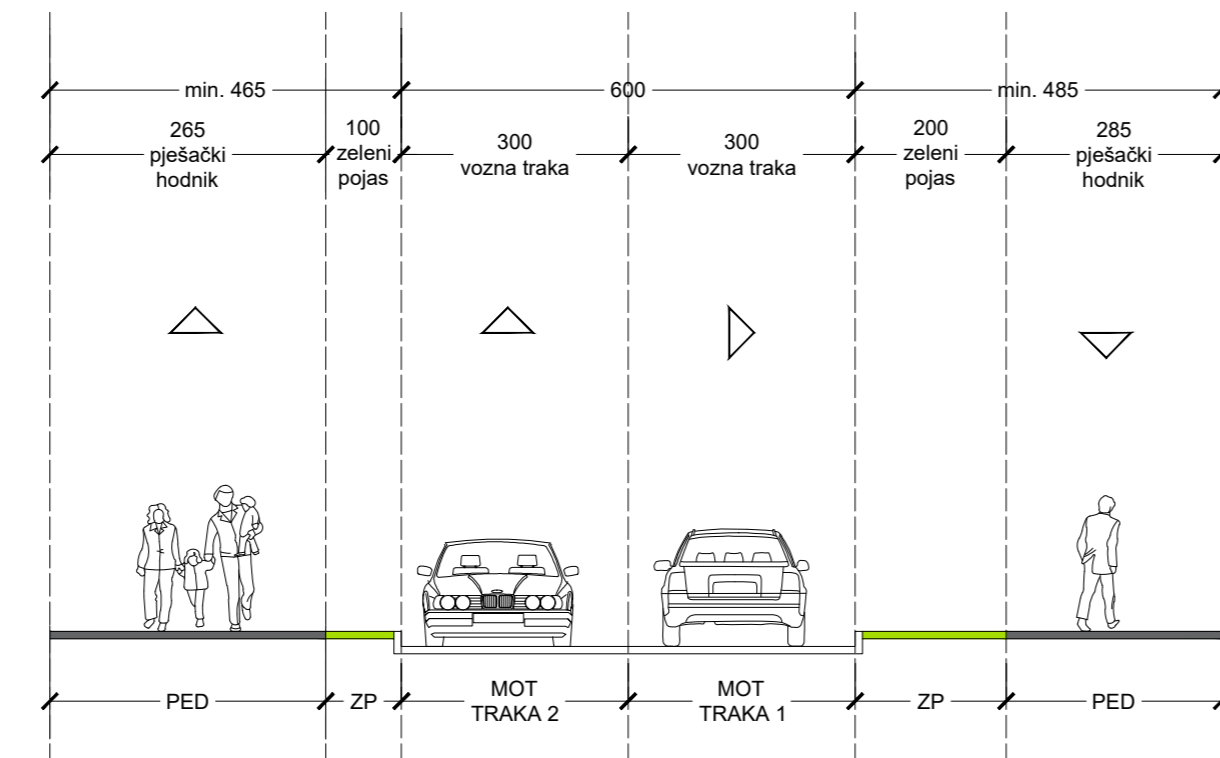 min. 465
600
min. 485
265
pješački
hodnik
100
zeleni
pojas
300
vozna traka
300
vozna traka
200
zeleni
pojas
285
pješački
hodnik
PED
ZP
MOT
TRAKA 2
MOT
TRAKA 1
ZP
PED